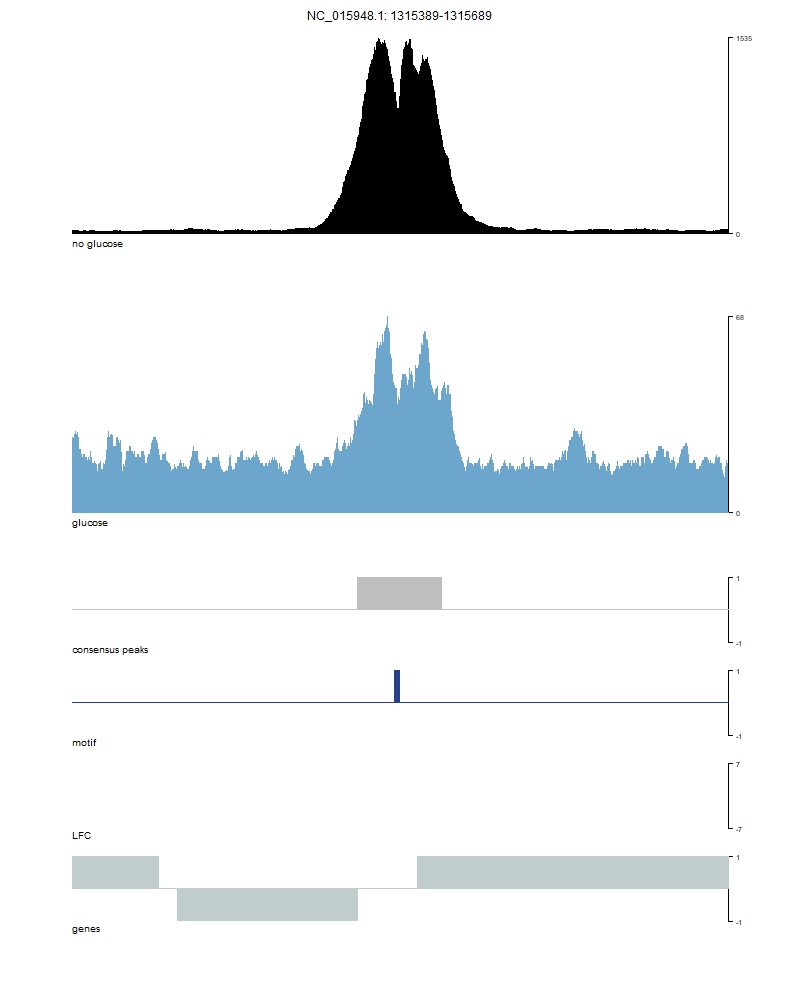 NC_015948.1: 1315389-1315689
1535
0
no glucose
68
0
glucose
1
-1
consensus peaks
1
-1
motif
7
-7
LFC
1
-1
genes